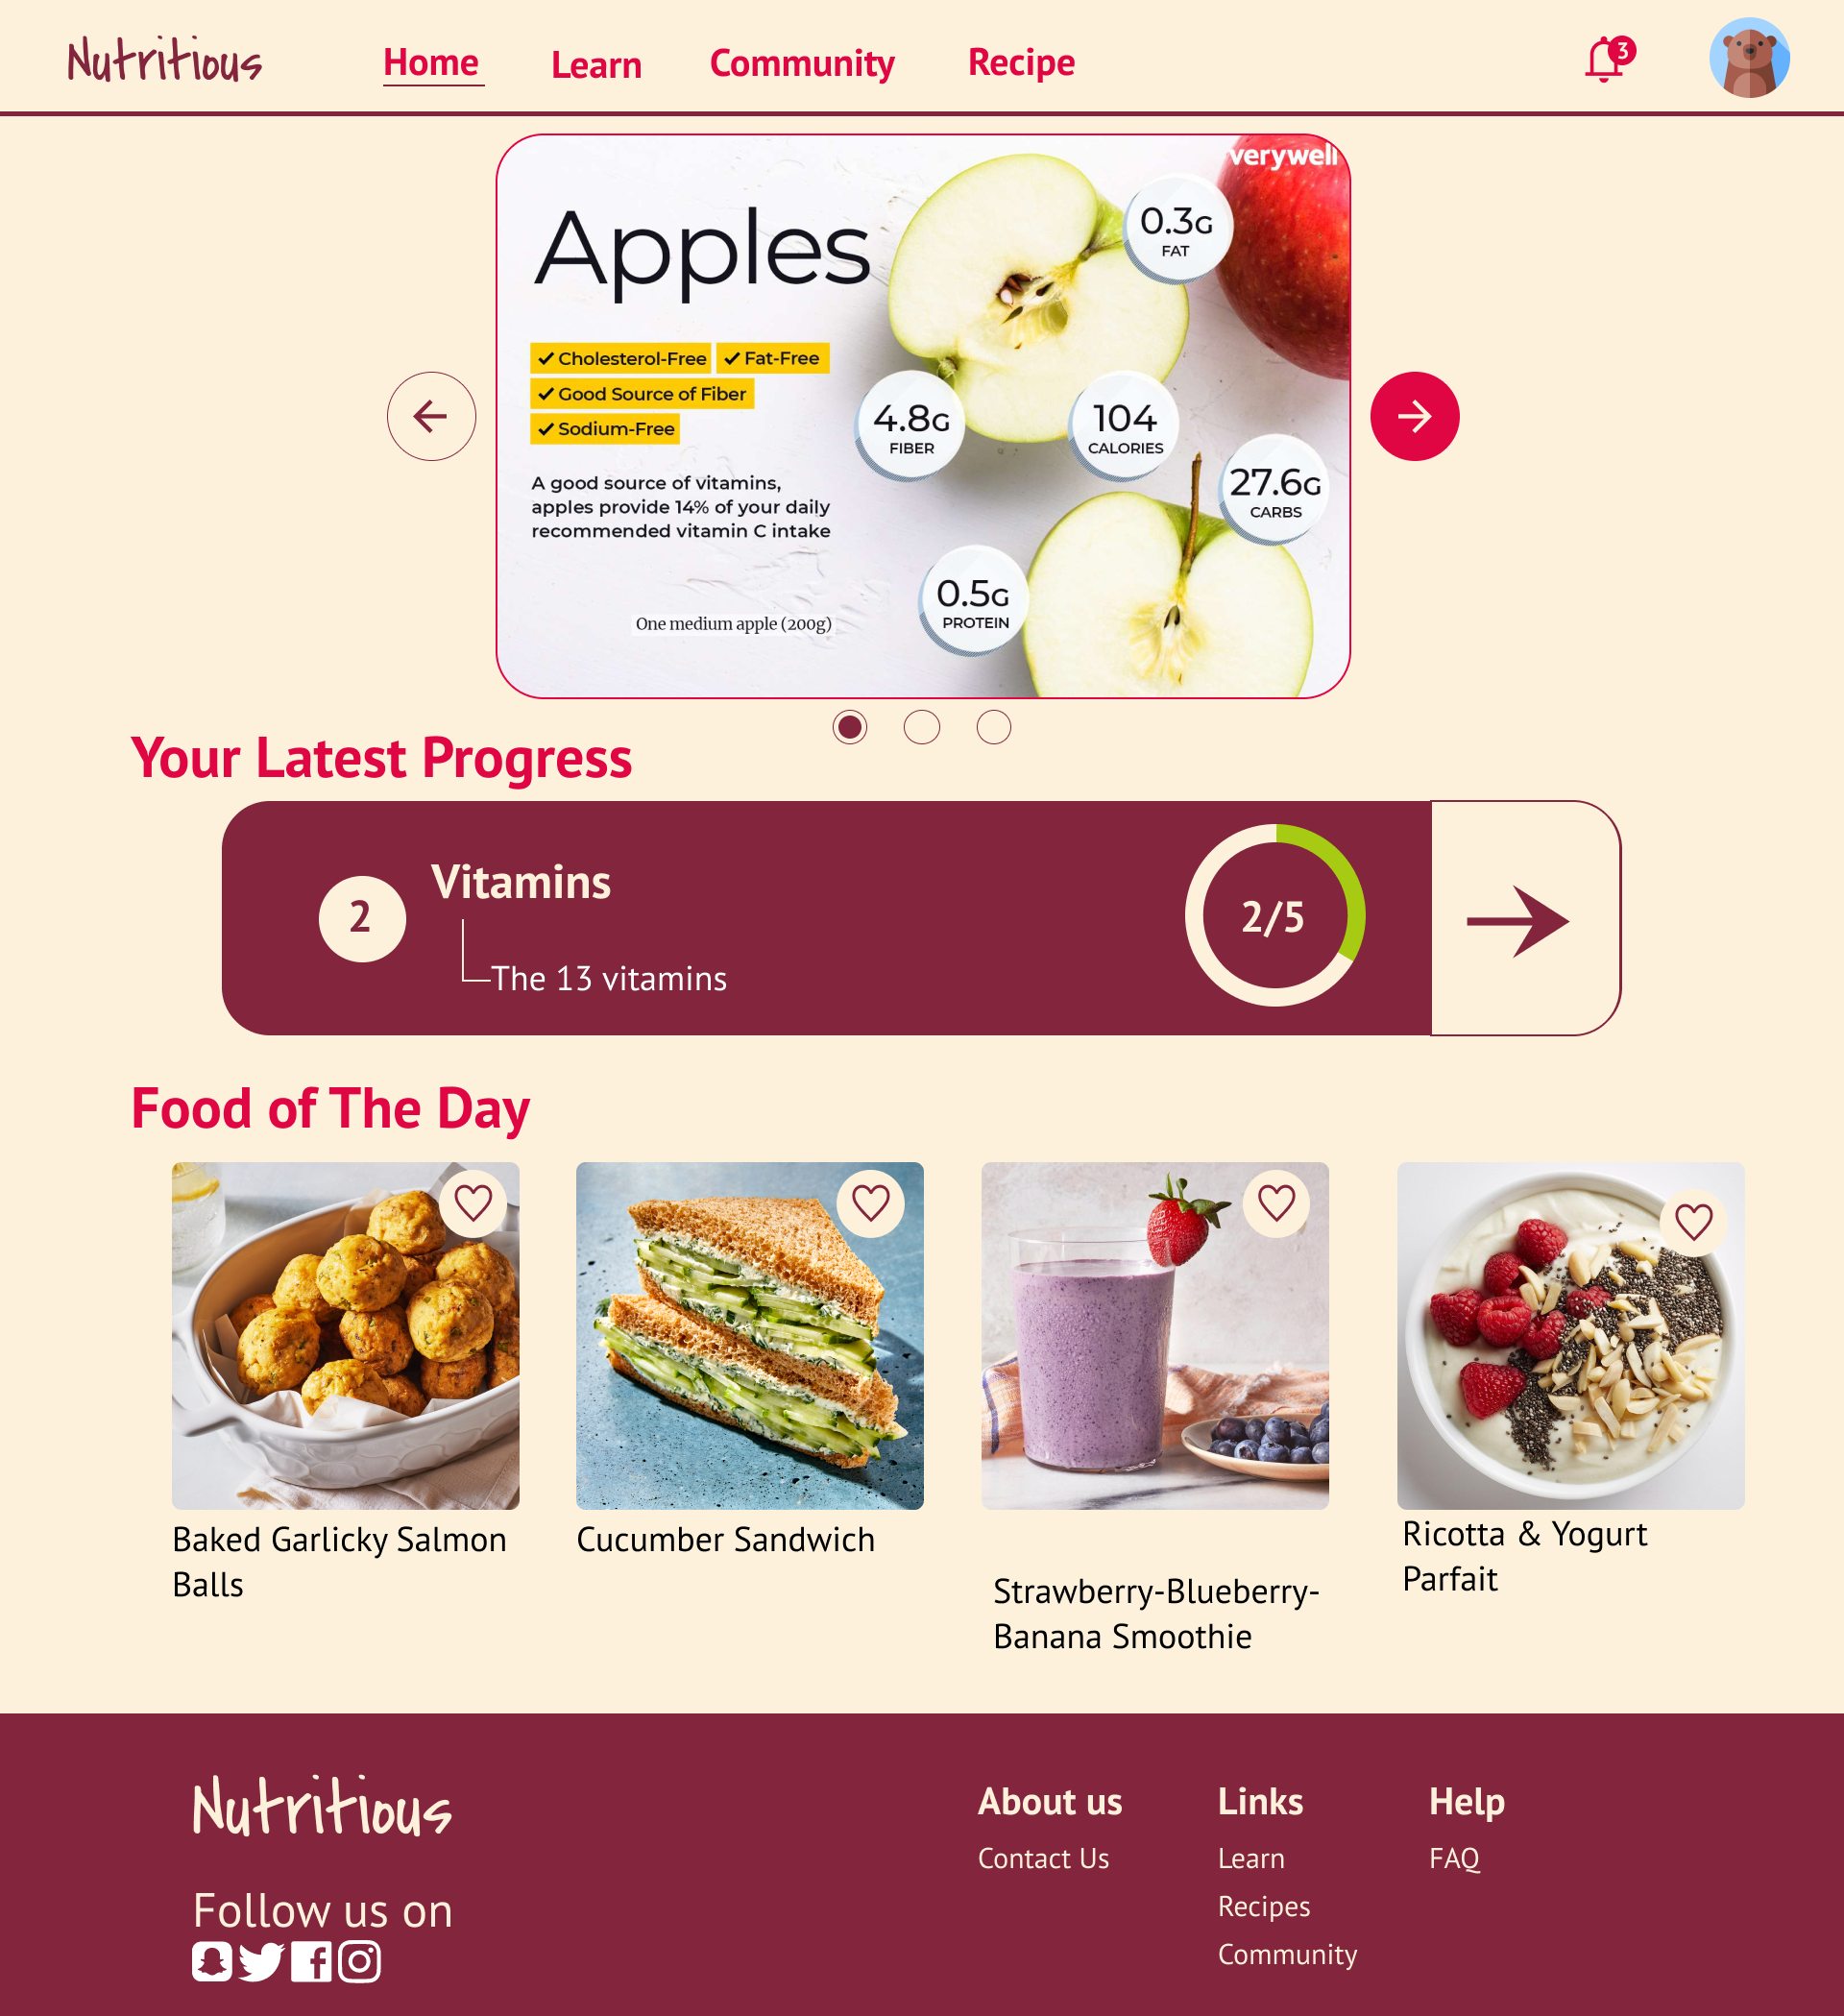 Nutritious
Home
Learn
Community
Recipe
3
verywell
Apples
0.3G
FAT
Cholesterol-Free
Fat-Free
Good Source of Fiber
Sodium-Free
4.8G
FIBER
104
CALORIES
27.6G
CARBS
A good source of vitamins,
apples provide 14% of your daily
recommended vitamin C intake
0.5G
PROTEIN
One medium apple (200g)
Your Latest Progress
2
Vitamins
The 13 vitamins
2/5
Food of The Day
Baked Garlicky Salmon
Balls
Cucumber Sandwich
Strawberry-Blueberry-
Banana Smoothie
Ricotta & Yogurt
Parfait
Nutritious
Follow us on
About us
Contact Us
Links
Learn
Recipes
Community
Help
FAQ